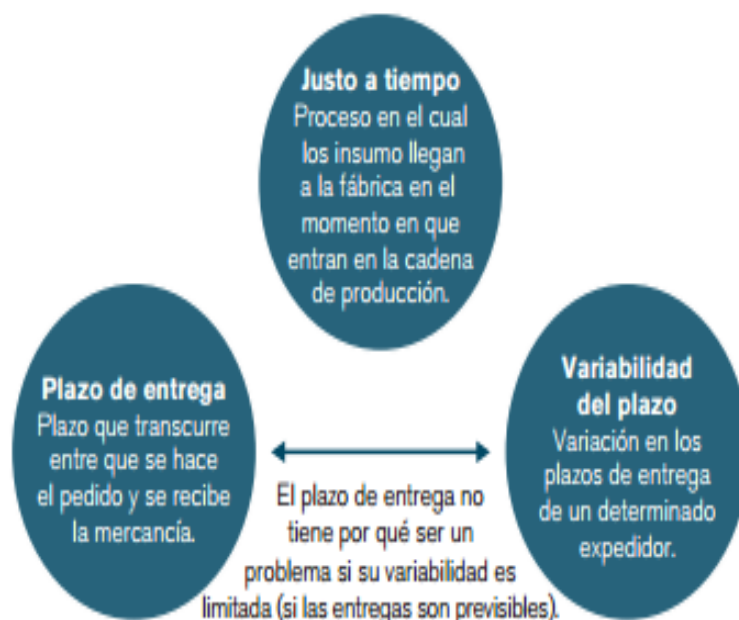 Justo a tiempo
Proceso en el cual
los insumo llegan
a la fábrica en el
momento en que
entran en la cadena
de producción.
Plazo de entrega
Plazo que transcurre
entre que se hace
el pedido y se recibe
la mercancía.
El plazo de entrega no
tiene por qué ser un
problema si su variabilidad es
limitada (si las entregas son previsibles).
Variabilidad
del plazo
Variación en los
plazos de entrega
de un determinado
expedidor.